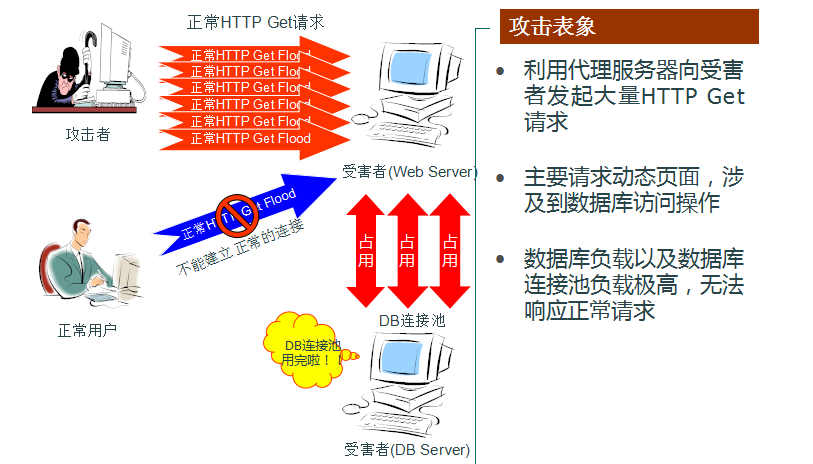 正常HTTP Get请求
正常HTTP Get Flood
正常HTTP Get Flood
正常HTTP Get Flood
正常HTTP Get Flood
正常HTTP Get Flood
正常HTTP Get Flood
攻击者
受害者(Web Server)
正常HTTP Get Flood
不能建立正常的连接
正常用户
占用
占用
占用
DB连接池
DB连接池
用完啦！！
受害者(DB Server)
攻击表象
• 利用代理服务器向受害
者发起大量HTTP Get
请求
• 主要请求动态页面，涉
及到数据库访问操作
• 数据库负载以及数据库
连接池负载极高，无法
响应正常请求